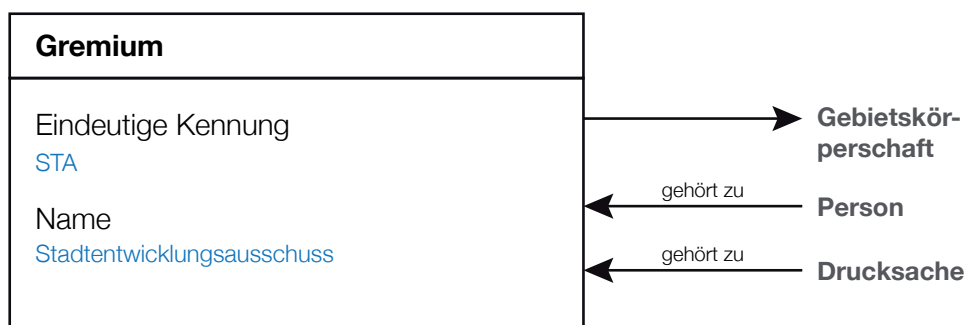 Gremium
Eindeutige Kennung
STA
Name
Stadtentwicklungsausschuss
Gebietskör-
perschaft
gehört zu
Person
gehört zu
Drucksache